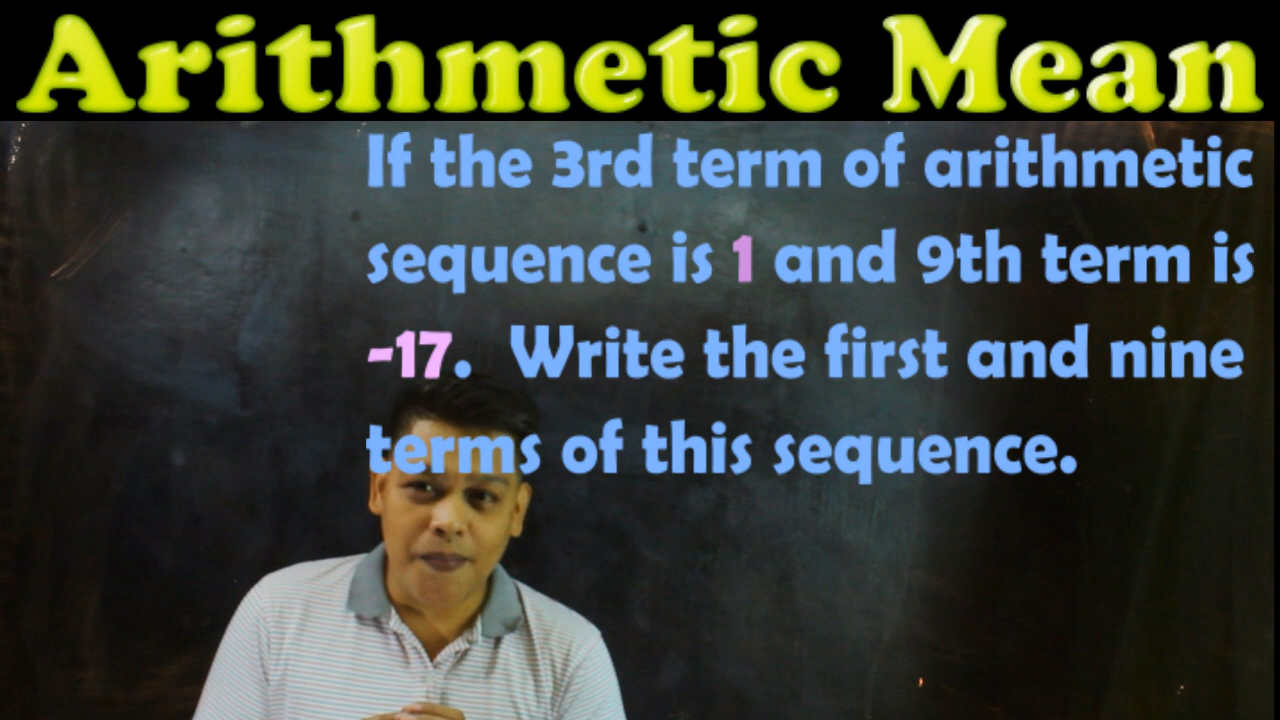 Arithmetic Mean
If the 3rd term of arithmetic
sequence is 1 and 9th term is
-17. Write the first and nine
terms of this sequence.